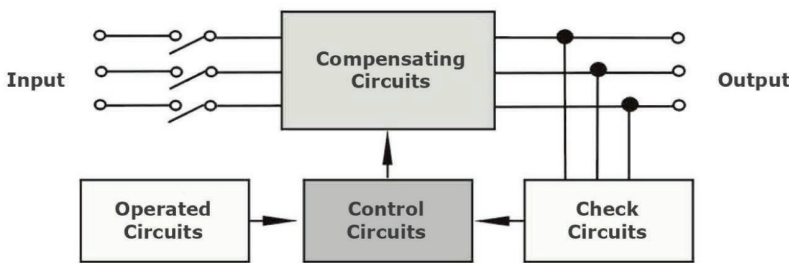 Input
Compensating
Circuits
Output
Operated
Circuits
Control
Circuits
Check
Circuits